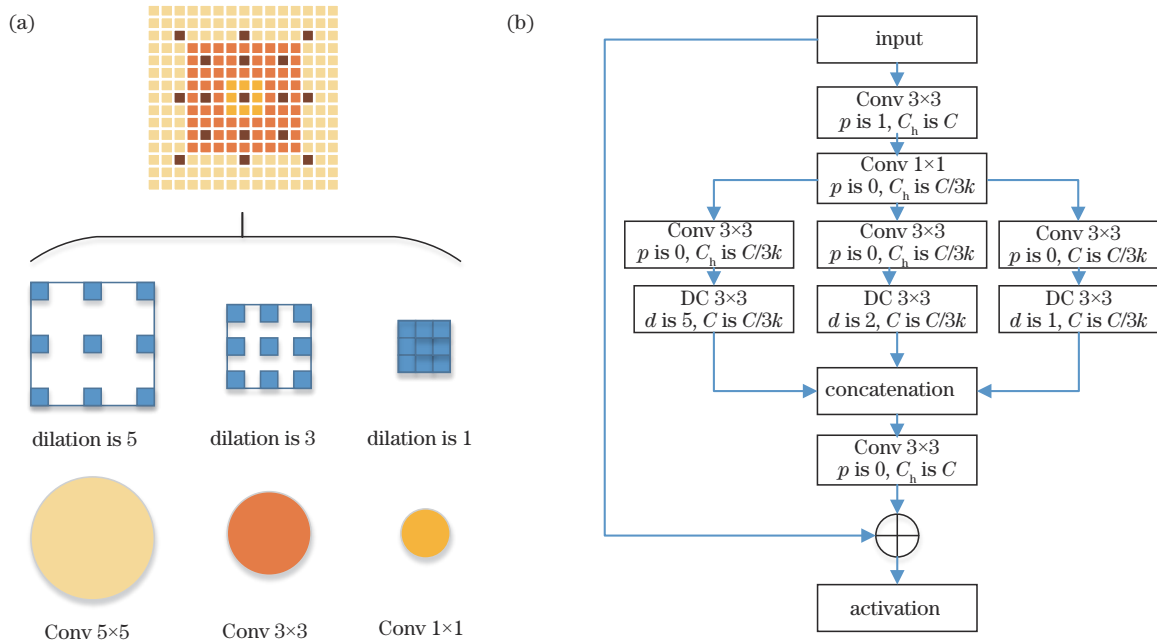 (a)
dilation is 5
dilation is 3
dilation is 1
Conv 5×5
Conv 3×3
Conv 1×1
(b)
input
Conv 3×3
p is 1, Cₕ is C
Conv 1×1
p is 0, Cₕ is C/3k
Conv 3×3
p is 0, Cₕ is C/3k
Conv 3×3
p is 0, Cₕ is C/3k
Conv 3×3
p is 0, C is C/3k
DC 3×3
d is 5, C is C/3k
DC 3×3
d is 2, C is C/3k
DC 3×3
d is 1, C is C/3k
concatenation
Conv 3×3
p is 0, Cₕ is C
activation